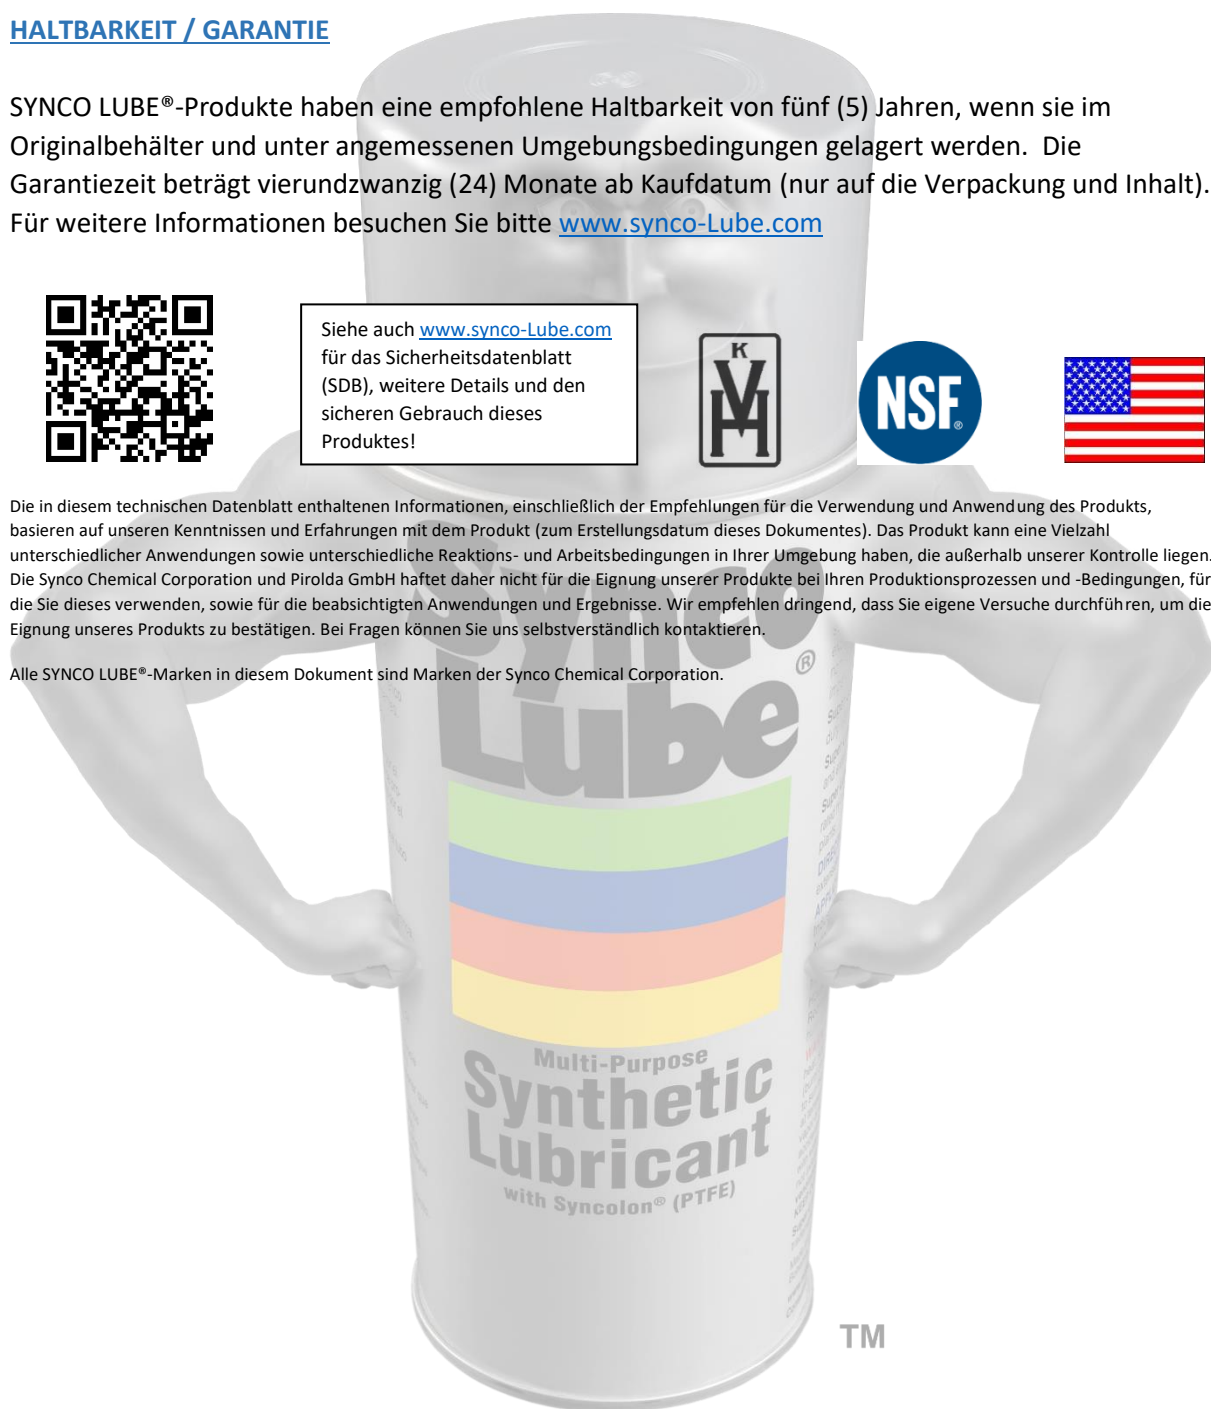 HALTBARKEIT / GARANTIE
SYNCO LUBE®-Produkte haben eine empfohlene Haltbarkeit von fünf (5) Jahren, wenn sie im
Originalbehälter und unter angemessenen Umgebungsbedingungen gelagert werden.  Die
Garantiezeit beträgt vierundzwanzig (24) Monate ab Kaufdatum (nur auf die Verpackung und Inhalt).
Für weitere Informationen besuchen Sie bitte www.synco-Lube.com
Siehe auch www.synco-Lube.com
für das Sicherheitsdatenblatt
(SDB), weitere Details und den
sicheren Gebrauch dieses
Produktes!
K
V
H
NSF®
Die in diesem technischen Datenblatt enthaltenen Informationen, einschließlich der Empfehlungen für die Verwendung und Anwendung des Produkts,
basieren auf unseren Kenntnissen und Erfahrungen mit dem Produkt (zum Erstellungsdatum dieses Dokumentes). Das Produkt kann eine Vielzahl
unterschiedlicher Anwendungen sowie unterschiedliche Reaktions- und Arbeitsbedingungen in Ihrer Umgebung haben, die außerhalb unserer Kontrolle liegen.
Die Synco Chemical Corporation und Pirolda GmbH haftet daher nicht für die Eignung unserer Produkte bei Ihren Produktionsprozessen und -Bedingungen, für
die Sie dieses verwenden, sowie für die beabsichtigten Anwendungen und Ergebnisse. Wir empfehlen dringend, dass Sie eigene Versuche durchführen, um die
Eignung unseres Produkts zu bestätigen. Bei Fragen können Sie uns selbstverständlich kontaktieren.
Alle SYNCO LUBE®-Marken in diesem Dokument sind Marken der Synco Chemical Corporation.
Synco
Lube®
Multi-Purpose
Synthetic
Lubricant
with Syncolon® (PTFE)
TM